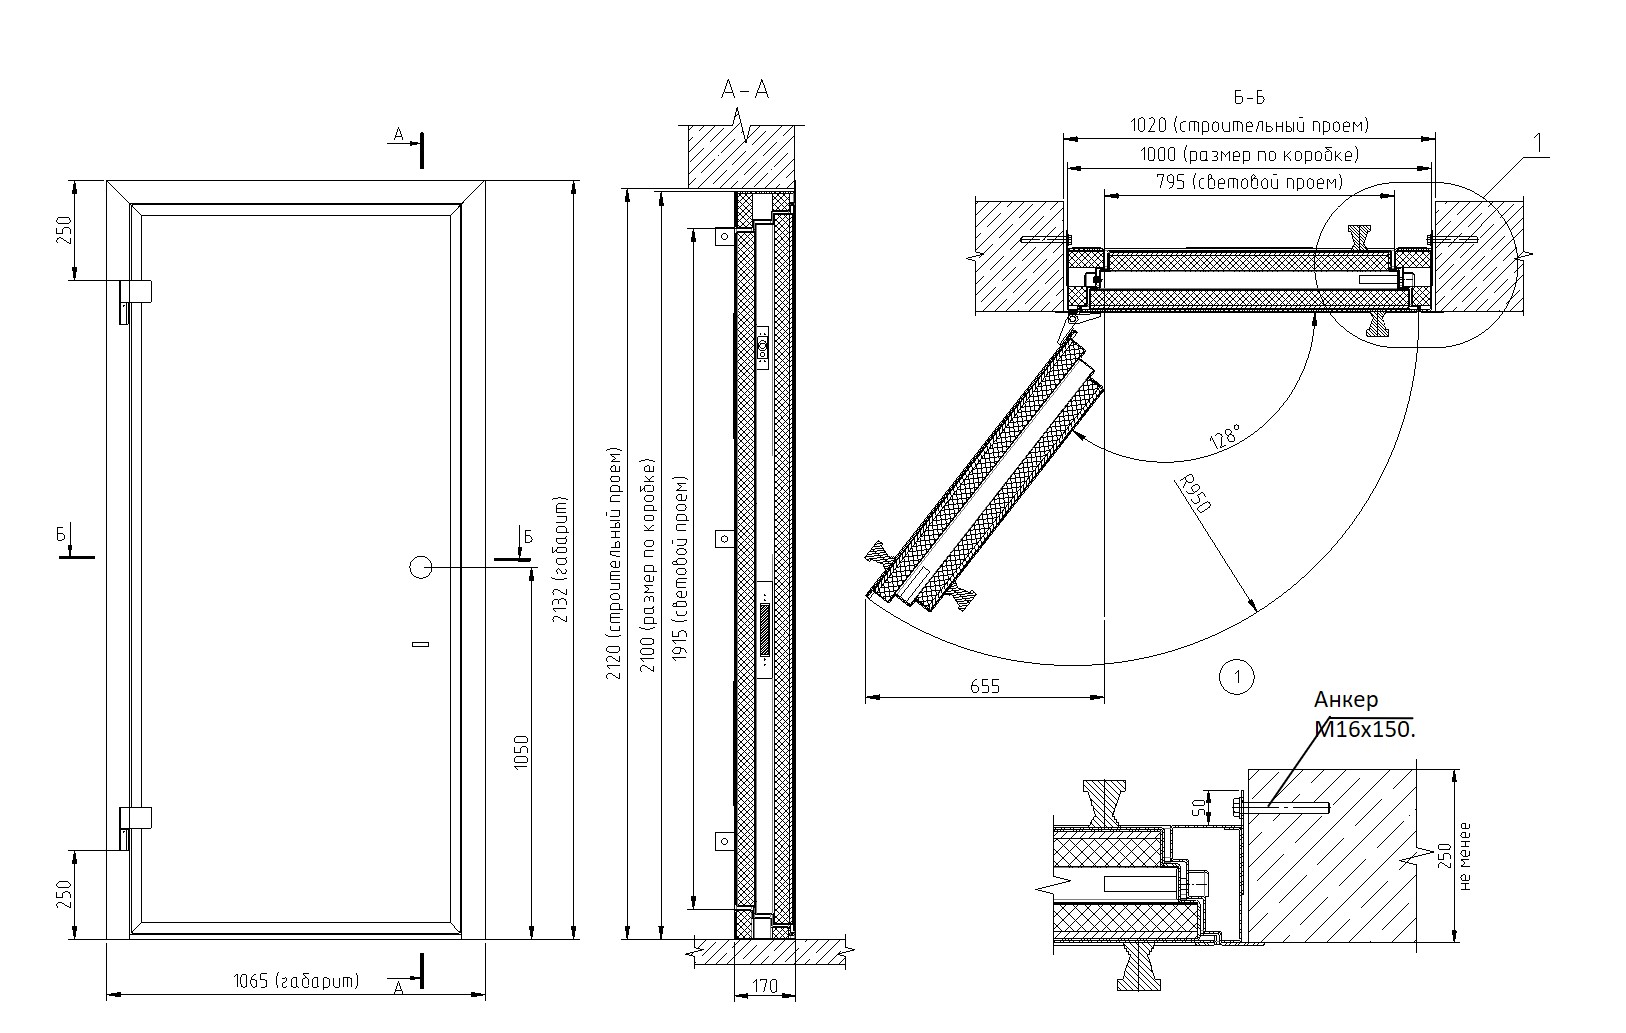 А-А
Б-Б
1020 (строительный проем)
1000 (размер по коробке)
795 (световой проем)
1
А
250
Б
Б
250
1050
2132 (габарит)
1065 (габарит)
А
2120 (строительный проем)
2100 (размер по коробке)
1915 (световой проем)
170
128°
R950
655
1
Анкер
М16х150.
50
250
не менее